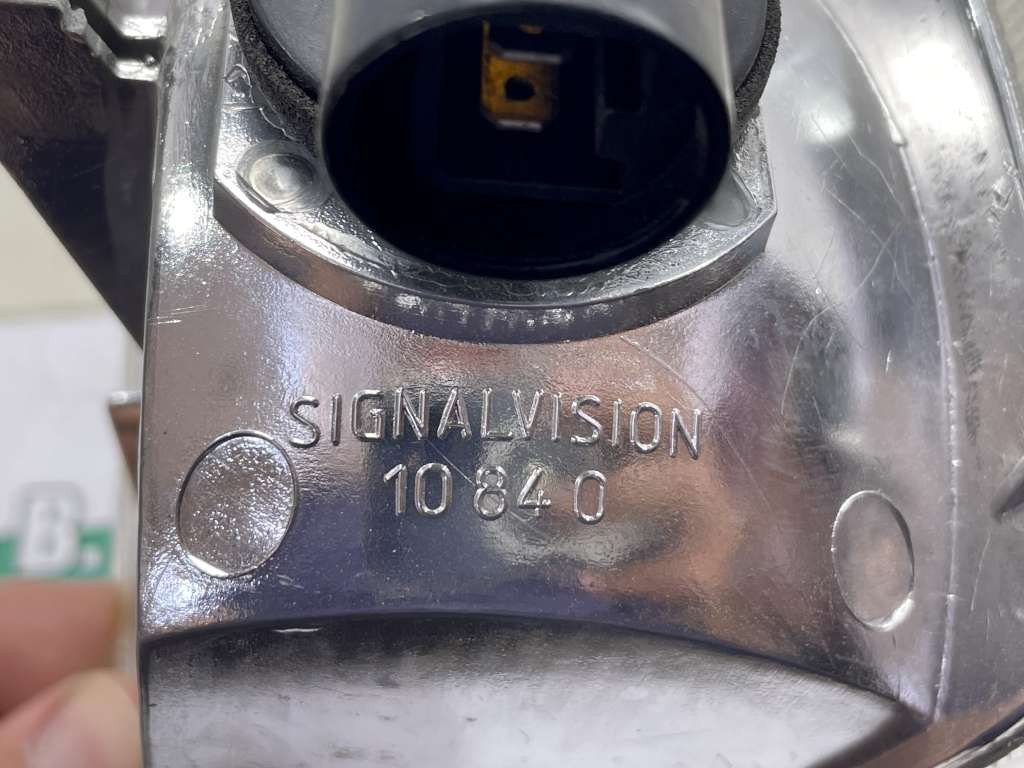 SIGNALVISION
10 84 0
B.